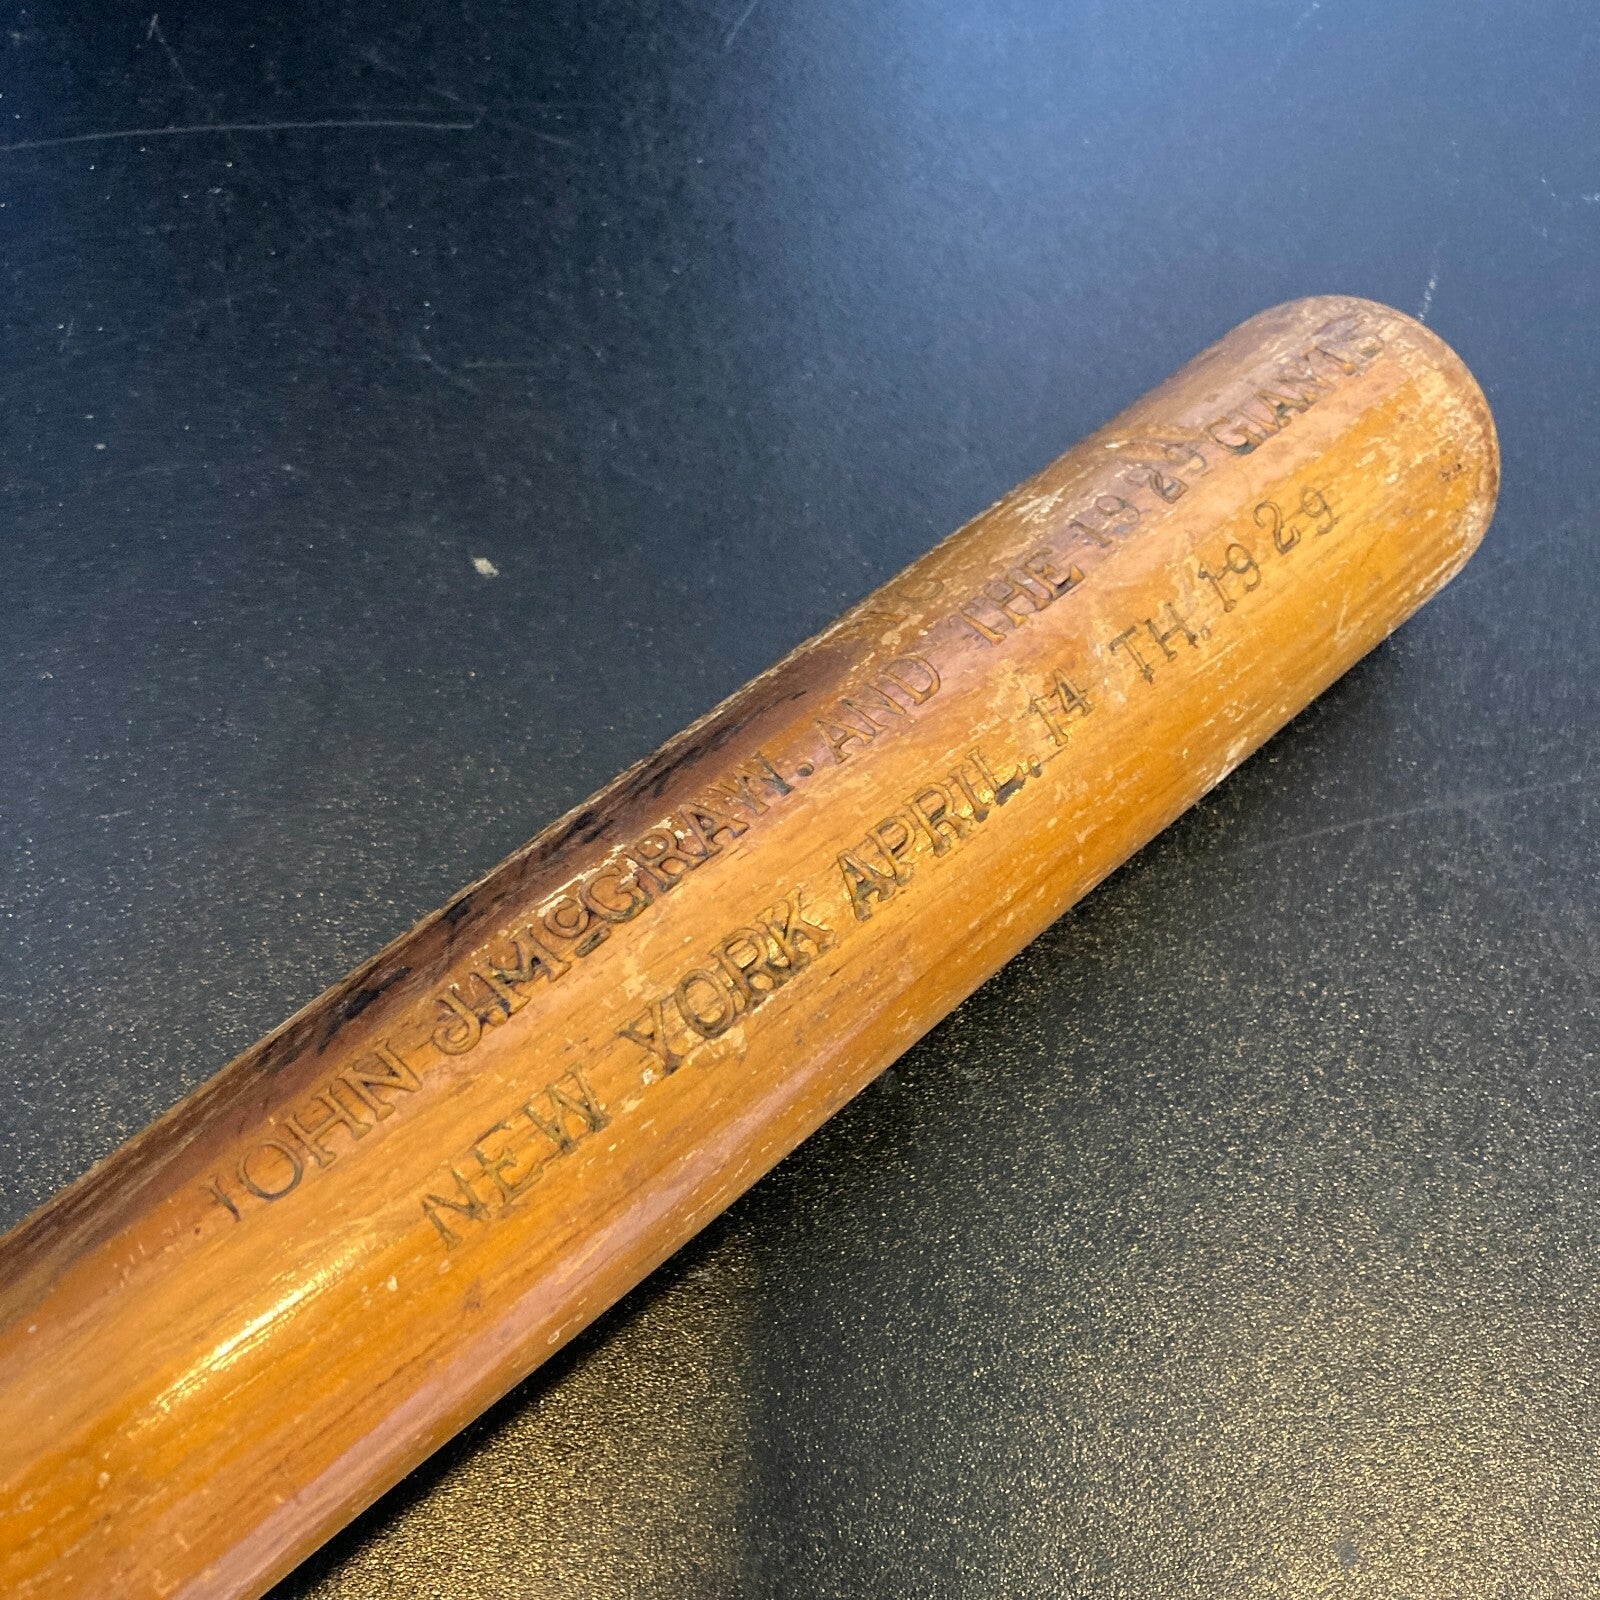 JOHN J. McGRAW. AND THE 1929 GIANTS
NEW YORK APRIL. 14 TH. 1929